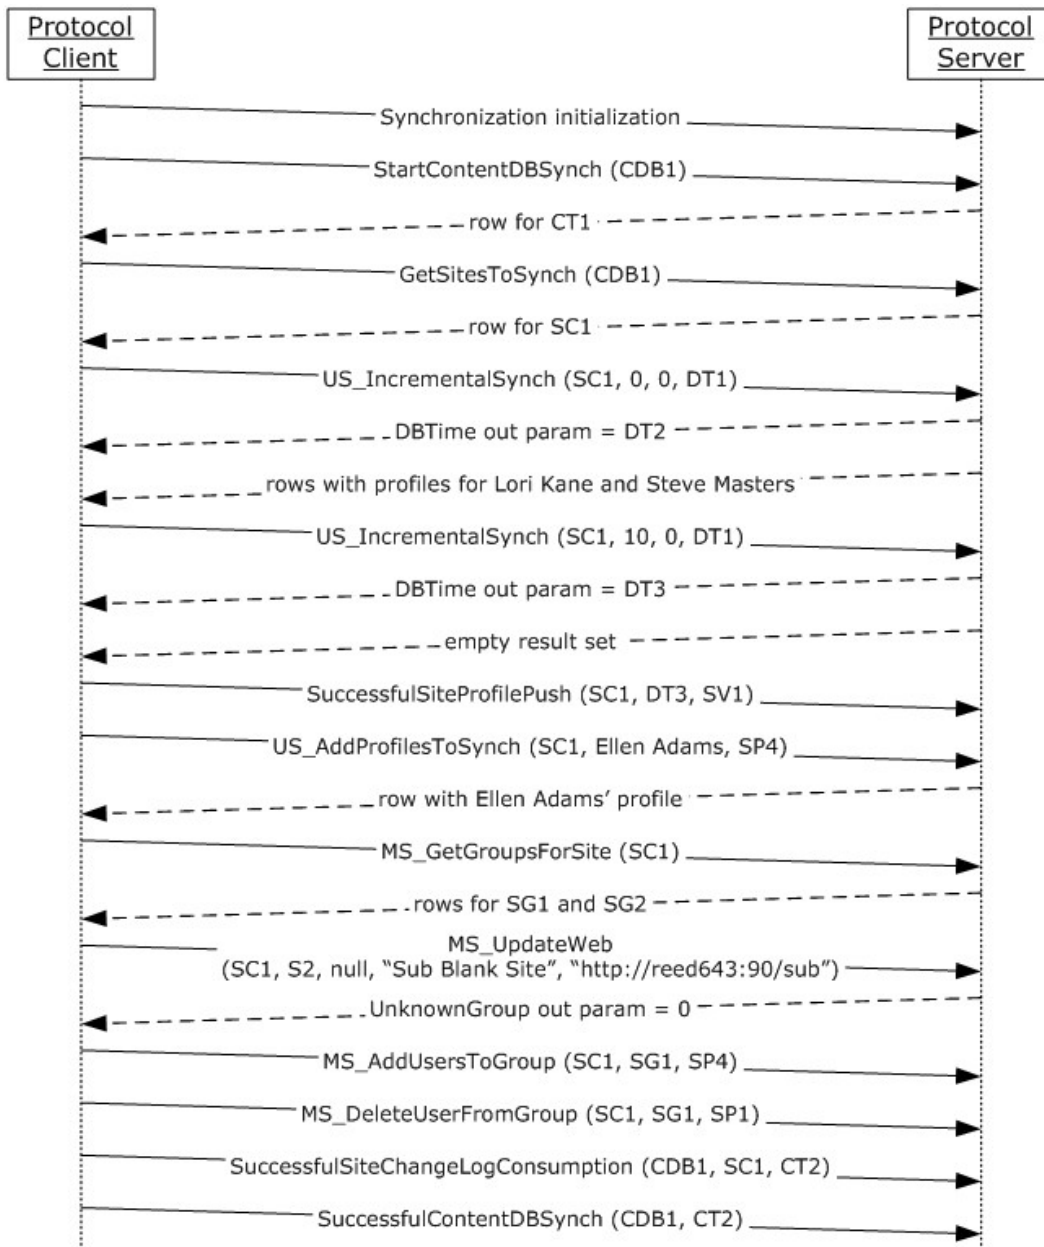 Protocol
Client
Protocol
Server
Synchronization initialization
StartContentDBSynch (CDB1)
row for CT1
GetSitesToSynch (CDB1)
row for SC1
US_IncrementalSynch (SC1, 0, 0, DT1)
DBTime out param = DT2
rows with profiles for Lori Kane and Steve Masters
US_IncrementalSynch (SC1, 10, 0, DT1)
DBTime out param = DT3
empty result set
SuccessfulSiteProfilePush (SC1, DT3, SV1)
US_AddProfilesToSynch (SC1, Ellen Adams, SP4)
row with Ellen Adams’ profile
MS_GetGroupsForSite (SC1)
rows for SG1 and SG2
MS_UpdateWeb
(SC1, S2, null, “Sub Blank Site”, “http://reed643:90/sub”)
UnknownGroup out param = 0
MS_AddUsersToGroup (SC1, SG1, SP4)
MS_DeleteUserFromGroup (SC1, SG1, SP1)
SuccessfulSiteChangeLogConsumption (CDB1, SC1, CT2)
SuccessfulContentDBSynch (CDB1, CT2)